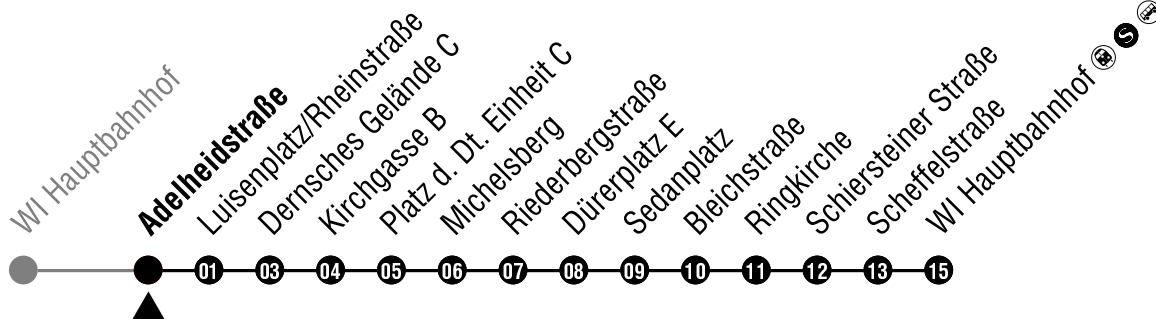 WI Hauptbahnhof
Adelheidstraße
Luisenplatz/Rheinstraße
Dernsches Gelände C
Kirchgasse B
Platz d. Dt. Einheit C
Michelsberg
Riederbergstraße
Dürerplatz E
Sedanplatz
Bleichstraße
Ringkirche
Schiersteiner Straße
Scheffelstraße
WI Hauptbahnhof S
01 03 04 05 06 07 08 09 10 11 12 13 15